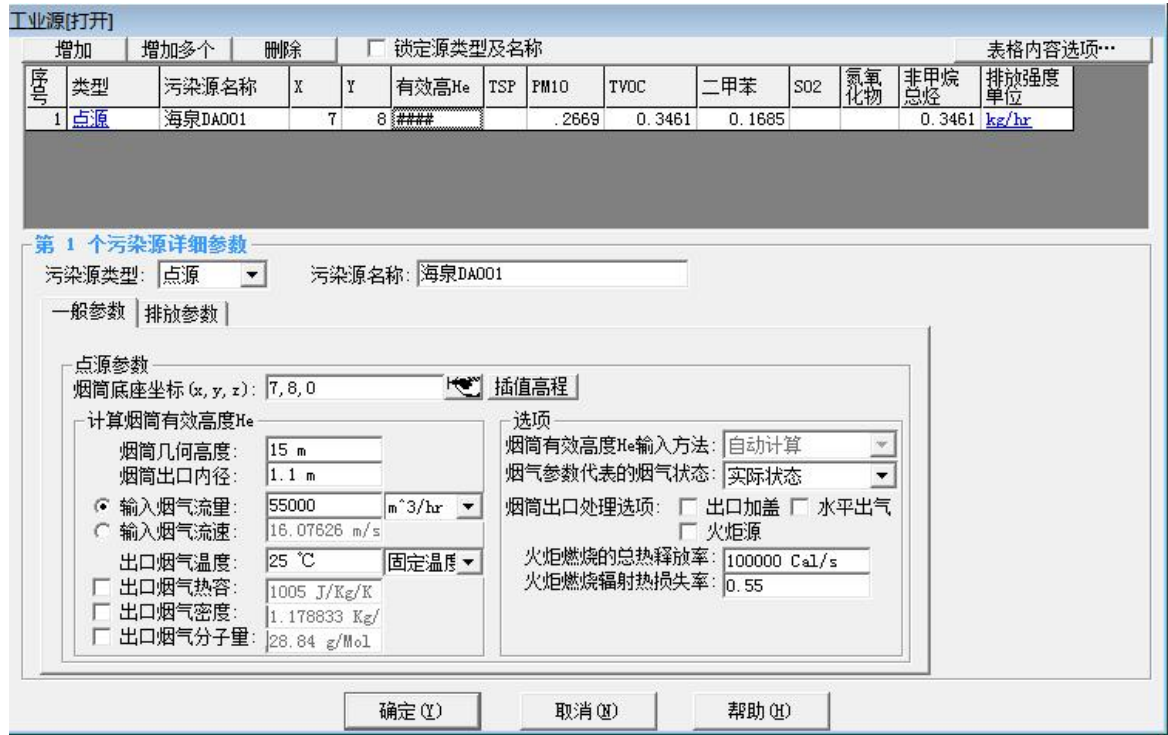 工业源[打开]
增加 增加多个 删除 锁定源类型及名称 表格内容选项…
序号 类型 污染源名称 X Y 有效高He TSP PM10 TVOC 二甲苯 SO2 氮氧化物 非甲烷总烃 排放强度单位
1 点源 海泉DA001 7 8 #### .2669 0.3461 0.1685 0.3461 kg/hr
第 1 个污染源详细参数
污染源类型: 点源 污染源名称: 海泉DA001
一般参数 排放参数
点源参数
烟筒底座坐标(x,y,z): 7,8,0 插值高程
计算烟筒有效高度He 选项
烟筒几何高度: 15 m 烟筒有效高度He输入方法: 自动计算
烟筒出口内径: 1.1 m 烟气参数代表的烟气状态: 实际状态
输入烟气流量: 55000 m^3/hr 烟筒出口处理选项: 出口加盖 水平出气
输入烟气流速: 16.07626 m/s 火炬源
出口烟气温度: 25 ℃ 固定温度 火炬燃烧的总热释放率: 100000 Cal/s
出口烟气热容: 1005 J/Kg/K 火炬燃烧辐射热损失率: 0.55
出口烟气密度: 1.178833 Kg/
出口烟气分子量: 28.84 g/Mol
确定(Y) 取消(N) 帮助(H)